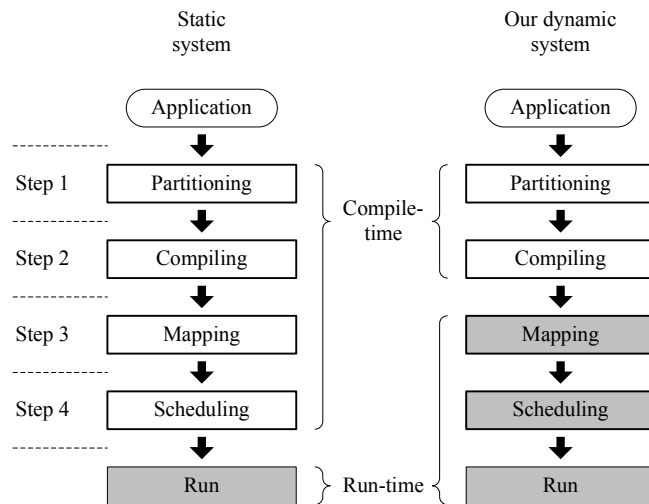 Static
system
Our dynamic
system
Application
Application
Step 1
Partitioning
Partitioning
Compile-
time
Step 2
Compiling
Compiling
Step 3
Mapping
Mapping
Step 4
Scheduling
Scheduling
Run
Run-time
Run